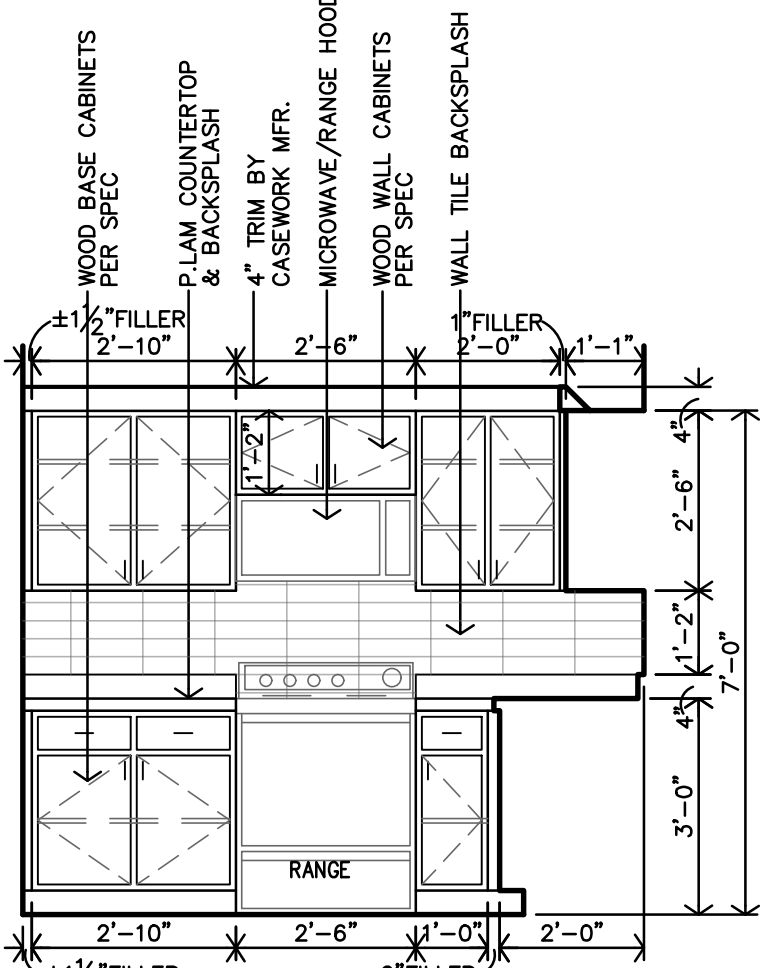 WOOD BASE CABINETS
PER SPEC
P.LAM COUNTERTOP
& BACKSPLASH
4" TRIM BY
CASEWORK MFR.
MICROWAVE/RANGE HOOD
WOOD WALL CABINETS
PER SPEC
WALL TILE BACKSPLASH
±1½"FILLER
1"FILLER
2'-10"
2'-6"
2'-0"
1'-1"
1'-2"
4"
2'-6"
1'-2"
7'-0"
4"
3'-0"
RANGE
2'-10"
2'-6"
1'-0"
2'-0"
FILLER
FILLER